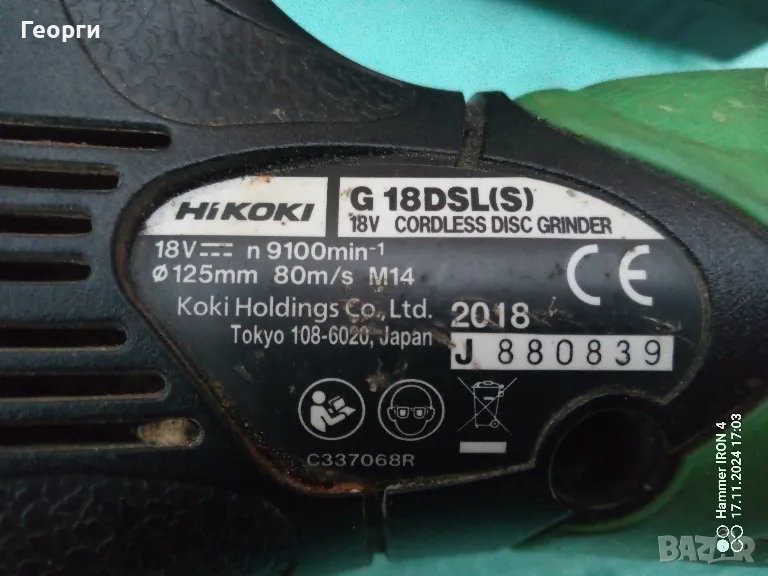 Георги
HiKOKI
G 18DSL(S)
18V CORDLESS DISC GRINDER
18V n 9100min-1
ø125mm 80m/s M14
Koki Holdings Co., Ltd.
Tokyo 108-6020, Japan
2018
J 880839
CE
C337068R
Hammer IRON 4
17.11.2024 17:03
BAZAR